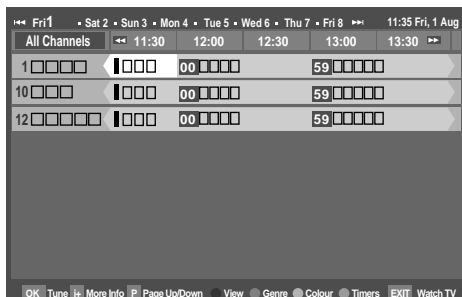 Fri1 Sat 2 Sun 3 Mon 4 Tue 5 Wed 6 Thu 7 Fri 8 11:35 Fri, 1 Aug
All Channels 11:30 12:00 12:30 13:00 13:30
1 00 59
10 00 59
12 00 59
OK Tune i+ More Info P Page Up/Down View Genre Colour Timers EXIT Watch TV